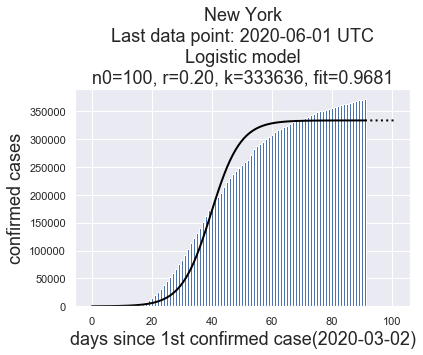 New York
Last data point: 2020-06-01 UTC
Logistic model
n0=100, r=0.20, k=333636, fit=0.9681
confirmed cases
350000
300000
250000
200000
150000
100000
50000
0
0 20 40 60 80 100
days since 1st confirmed case(2020-03-02)